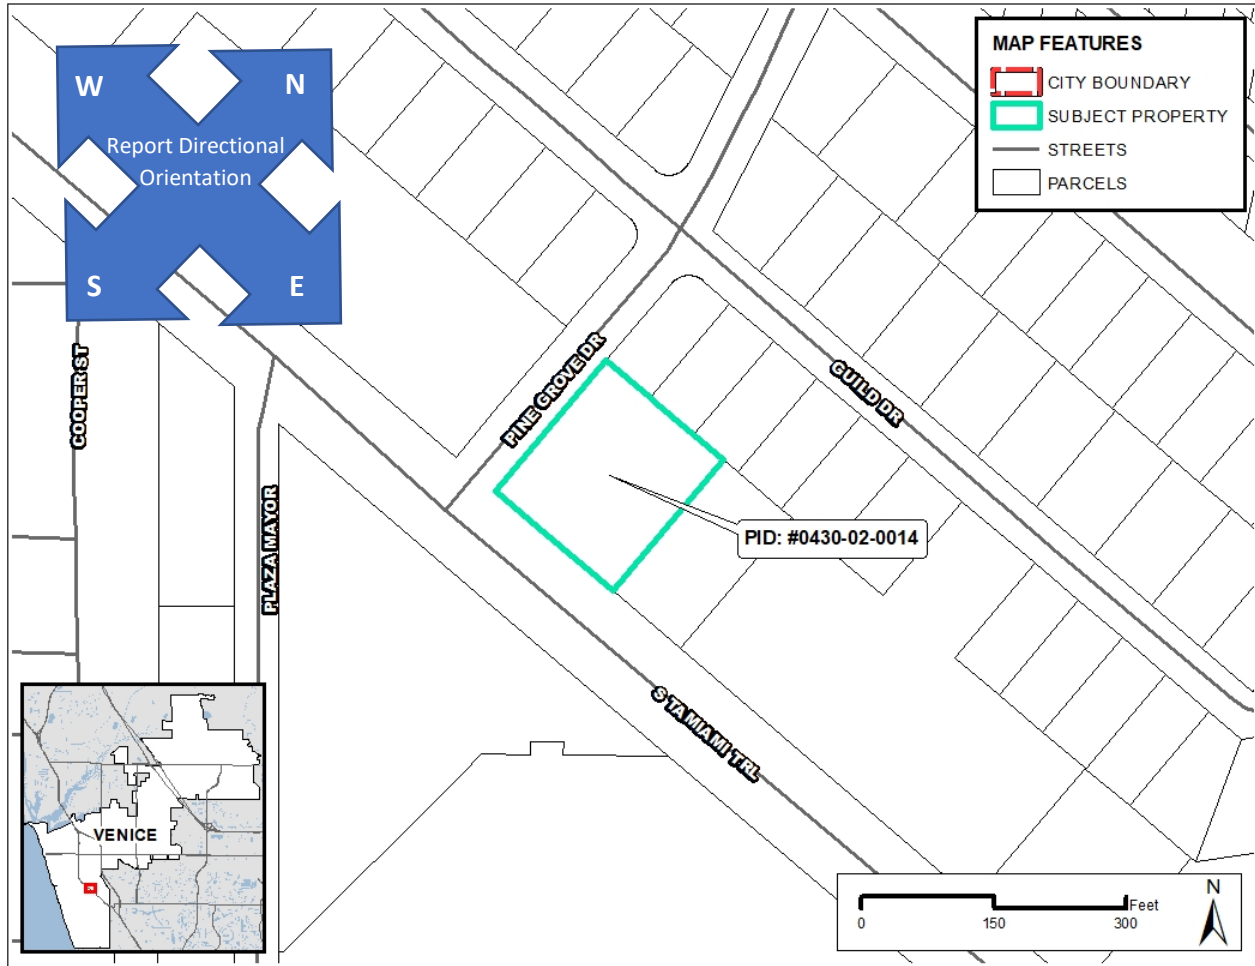 W
N
Report Directional
Orientation
S
E
MAP FEATURES
CITY BOUNDARY
SUBJECT PROPERTY
STREETS
PARCELS
COOPER ST
PLAZA MAYOR
PINE GROVE DR
GUILD DR
PID: #0430-02-0014
S TAMIAMI TRL
VENICE
Feet
0
150
300
N